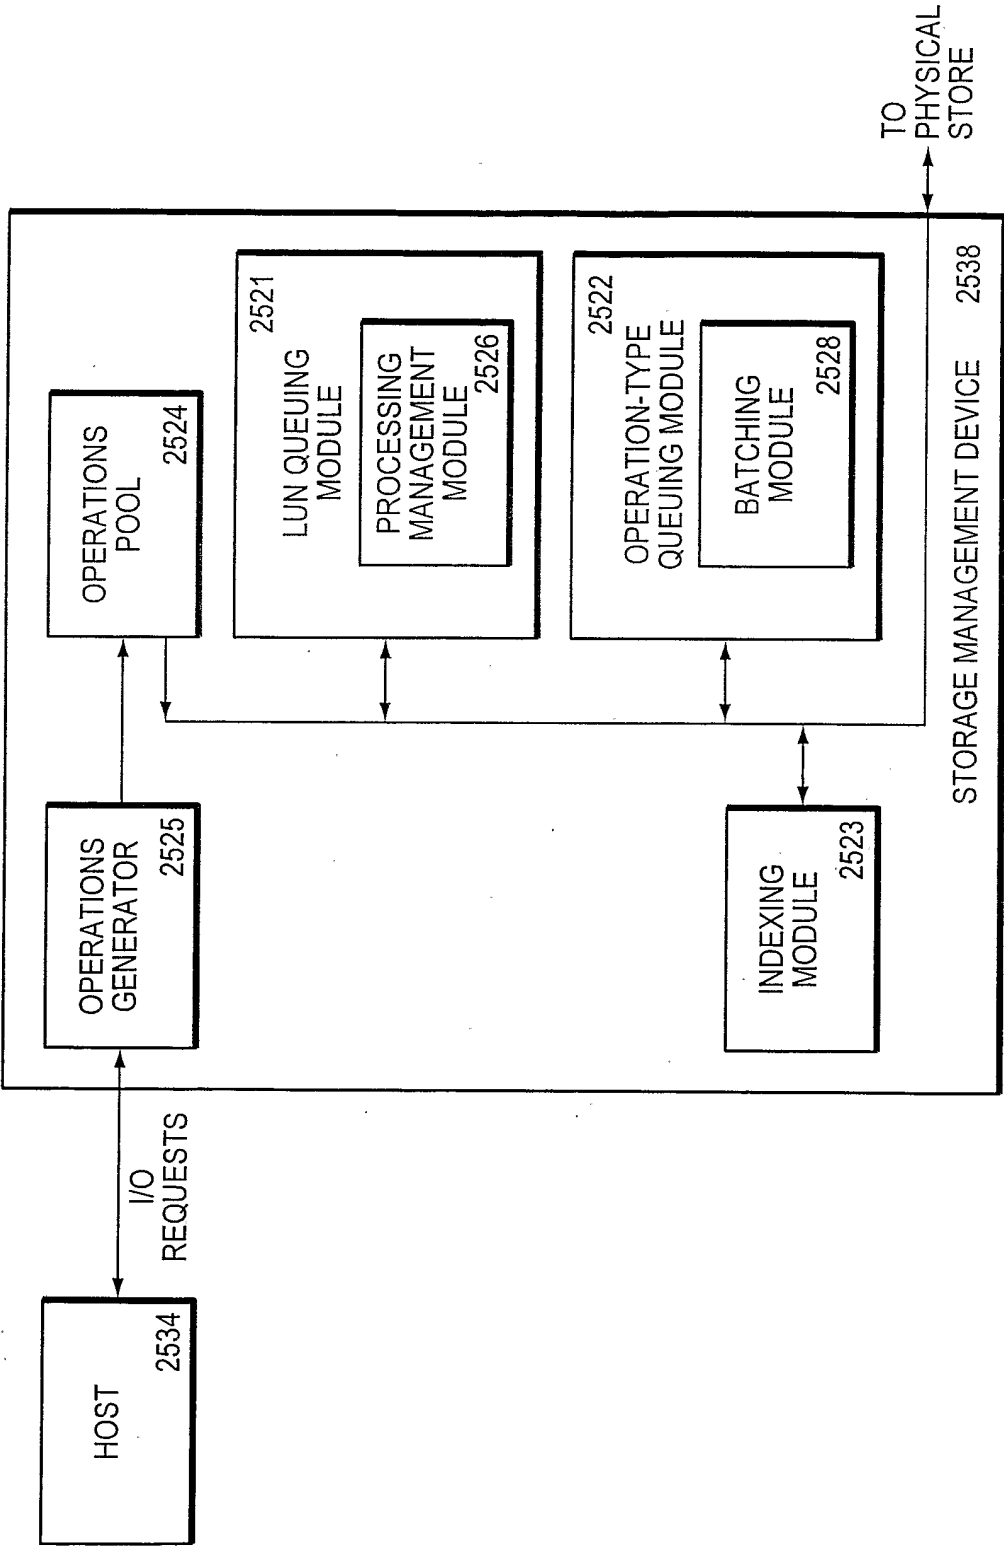 HOST
2534
I/O
REQUESTS
OPERATIONS
GENERATOR
2525
OPERATIONS
POOL
2524
LUN QUEUING
MODULE
2521
PROCESSING
MANAGEMENT
MODULE
2526
OPERATION-TYPE
QUEUING MODULE
2522
BATCHING
MODULE
2528
INDEXING
MODULE
2523
STORAGE MANAGEMENT DEVICE 2538
TO
PHYSICAL
STORE